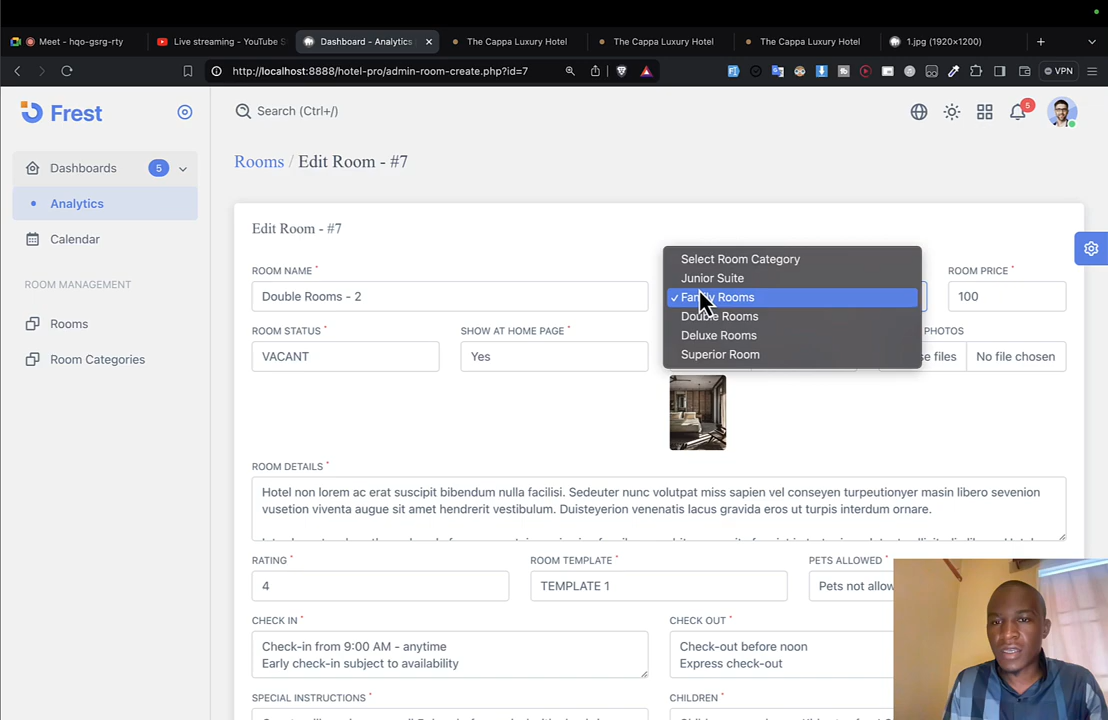 Meet - hqo-gsrg-rty
Live streaming - YouTube S
Dashboard - Analytics
The Cappa Luxury Hotel
The Cappa Luxury Hotel
The Cappa Luxury Hotel
1.jpg (1920×1200)
http://localhost:8888/hotel-pro/admin-room-create.php?id=7
VPN
Frest
Search (Ctrl+/)
5
Dashboards
5
Analytics
Calendar
ROOM MANAGEMENT
Rooms
Room Categories
Rooms / Edit Room - #7
Edit Room - #7
ROOM NAME *
Double Rooms - 2
Select Room Category
Junior Suite
✓ Family Rooms
Double Rooms
Deluxe Rooms
Superior Room
ROOM PRICE *
100
ROOM STATUS *
VACANT
SHOW AT HOME PAGE *
Yes
PHOTOS
se files
No file chosen
ROOM DETAILS *
Hotel non lorem ac erat suscipit bibendum nulla facilisi. Sedeuter nunc volutpat miss sapien vel conseyen turpeutionyer masin libero sevenion
vusetion viventa augue sit amet hendrerit vestibulum. Duisteyerion venenatis lacus gravida eros ut turpis interdum ornare.
RATING *
4
ROOM TEMPLATE *
TEMPLATE 1
PETS ALLOWED *
Pets not allow
CHECK IN *
Check-in from 9:00 AM - anytime
Early check-in subject to availability
CHECK OUT *
Check-out before noon
Express check-out
SPECIAL INSTRUCTIONS *
CHILDREN *